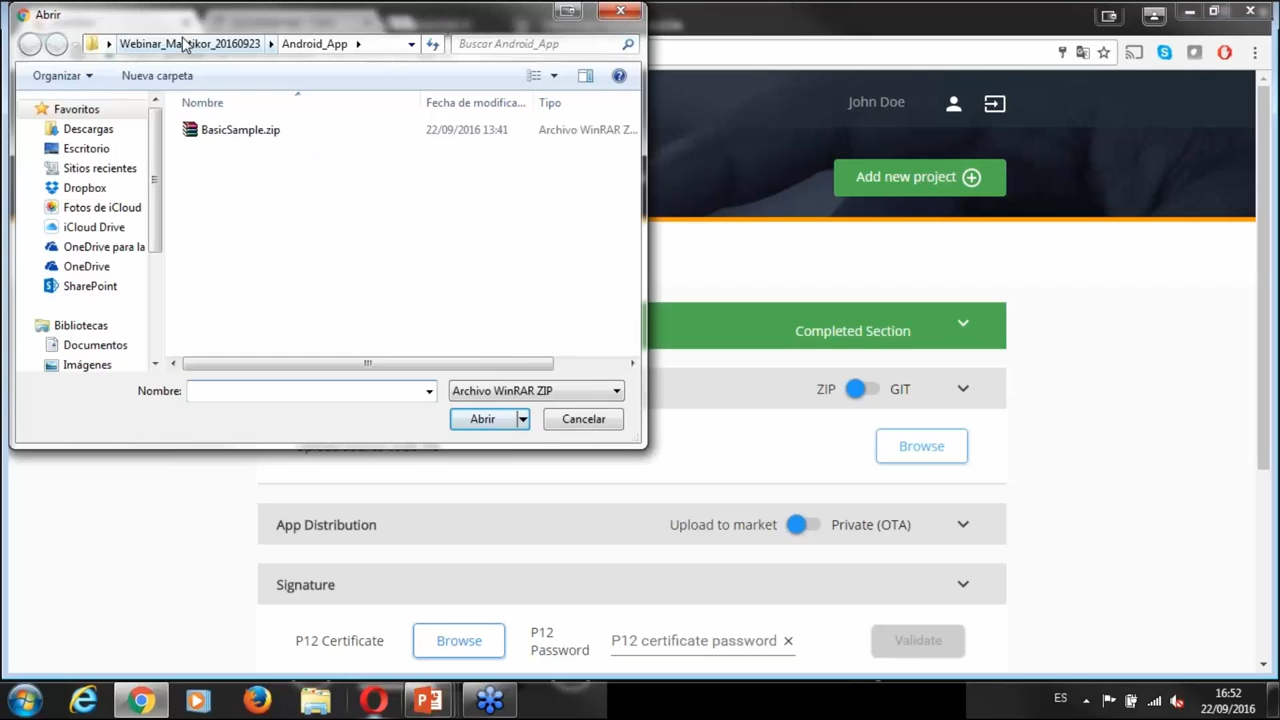 Abrir
Android_App
Buscar Android_App
Organizar
Nueva carpeta
Favoritos
Descargas
Escritorio
Sitios recientes
Dropbox
Fotos de iCloud
iCloud Drive
OneDrive para la
OneDrive
SharePoint
Bibliotecas
Documentos
Imágenes
Nombre
Fecha de modifica...
Tipo
BasicSample.zip
22/09/2016 13:41
Archivo WinRAR Z...
Nombre:
Archivo WinRAR ZIP
Abrir
Cancelar
John Doe
Add new project
Completed Section
ZIP
GIT
Browse
App Distribution
Upload to market
Private (OTA)
Signature
P12 Certificate
Browse
P12
Password
P12 certificate password
Validate
ES
16:52
22/09/2016